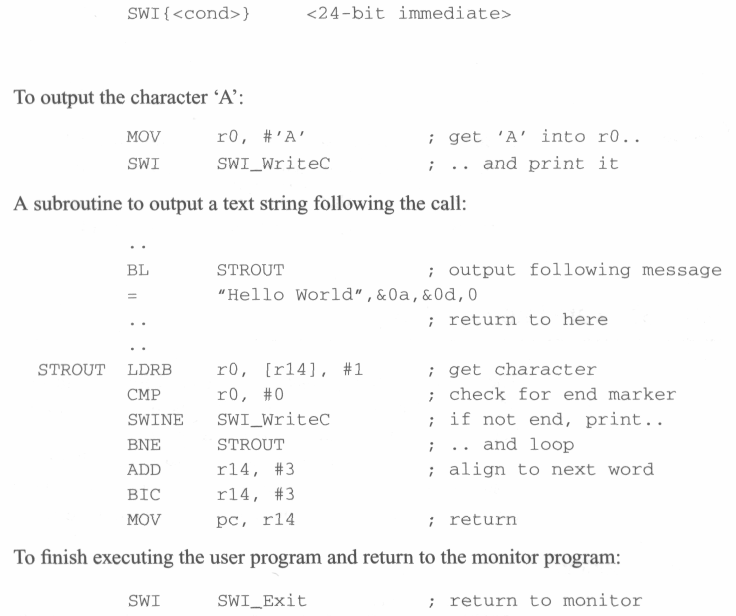 SWI{<cond>} <24-bit immediate>
To output the character ‘A’:
MOV r0, #'A' ; get 'A' into r0..
SWI SWI_WriteC ; .. and print it
A subroutine to output a text string following the call:
..
BL STROUT ; output following message
= "Hello World",&0a,&0d,0
.. ; return to here
..
STROUT LDRB r0, [r14], #1 ; get character
CMP r0, #0 ; check for end marker
SWINE SWI_WriteC ; if not end, print..
BNE STROUT ; .. and loop
ADD r14, #3 ; align to next word
BIC r14, #3
MOV pc, r14 ; return
To finish executing the user program and return to the monitor program:
SWI SWI_Exit ; return to monitor